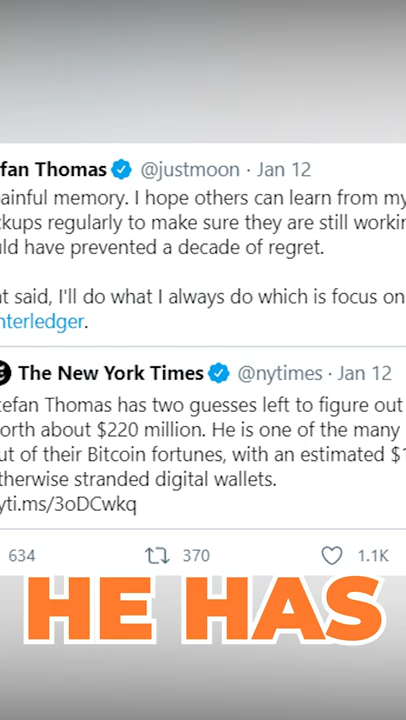 efan Thomas @justmoon · Jan 12
ainful memory. I hope others can learn from my
ckups regularly to make sure they are still workin
uld have prevented a decade of regret.
at said, I'll do what I always do which is focus on
nterledger.
The New York Times @nytimes · Jan 12
tefan Thomas has two guesses left to figure out
orth about $220 million. He is one of the many
ut of their Bitcoin fortunes, with an estimated $1
therwise stranded digital wallets.
yti.ms/3oDCwkq
634 370 1.1K
HE HAS